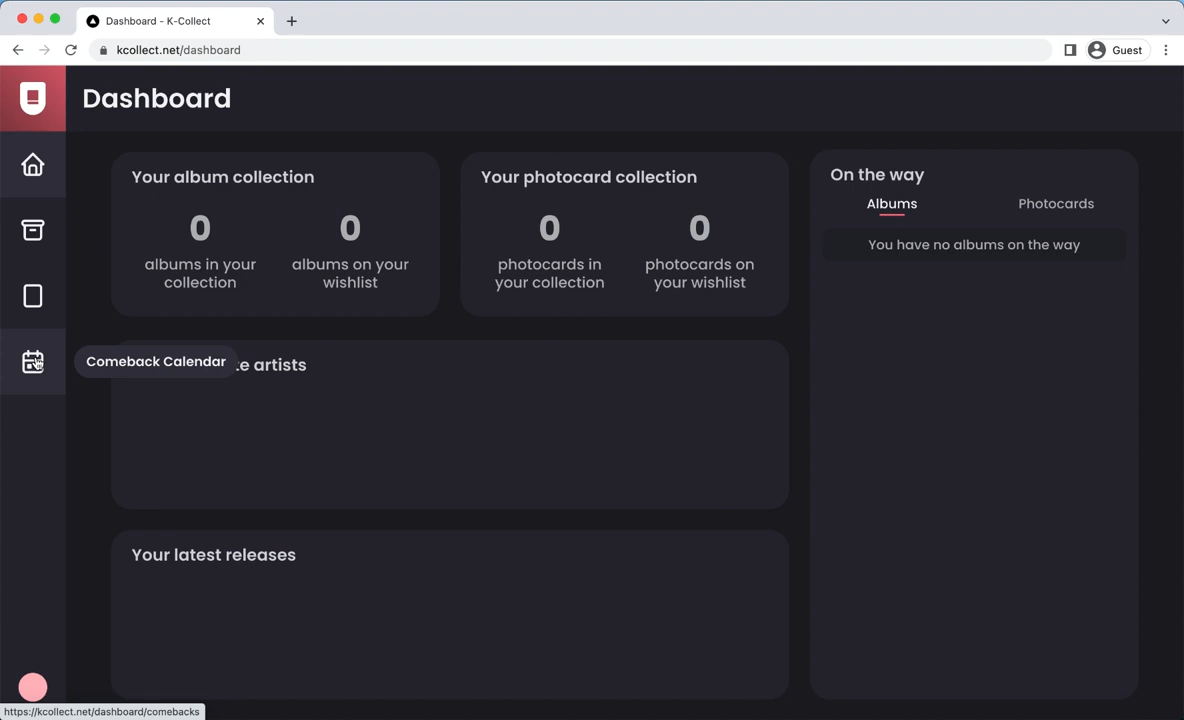 Dashboard - K-Collect
kcollect.net/dashboard
Guest
Dashboard
Your album collection
0
albums in your
collection
0
albums on your
wishlist
Your photocard collection
0
photocards in
your collection
0
photocards on
your wishlist
On the way
Albums
Photocards
You have no albums on the way
Comeback Calendar
te artists
Your latest releases
https://kcollect.net/dashboard/comebacks